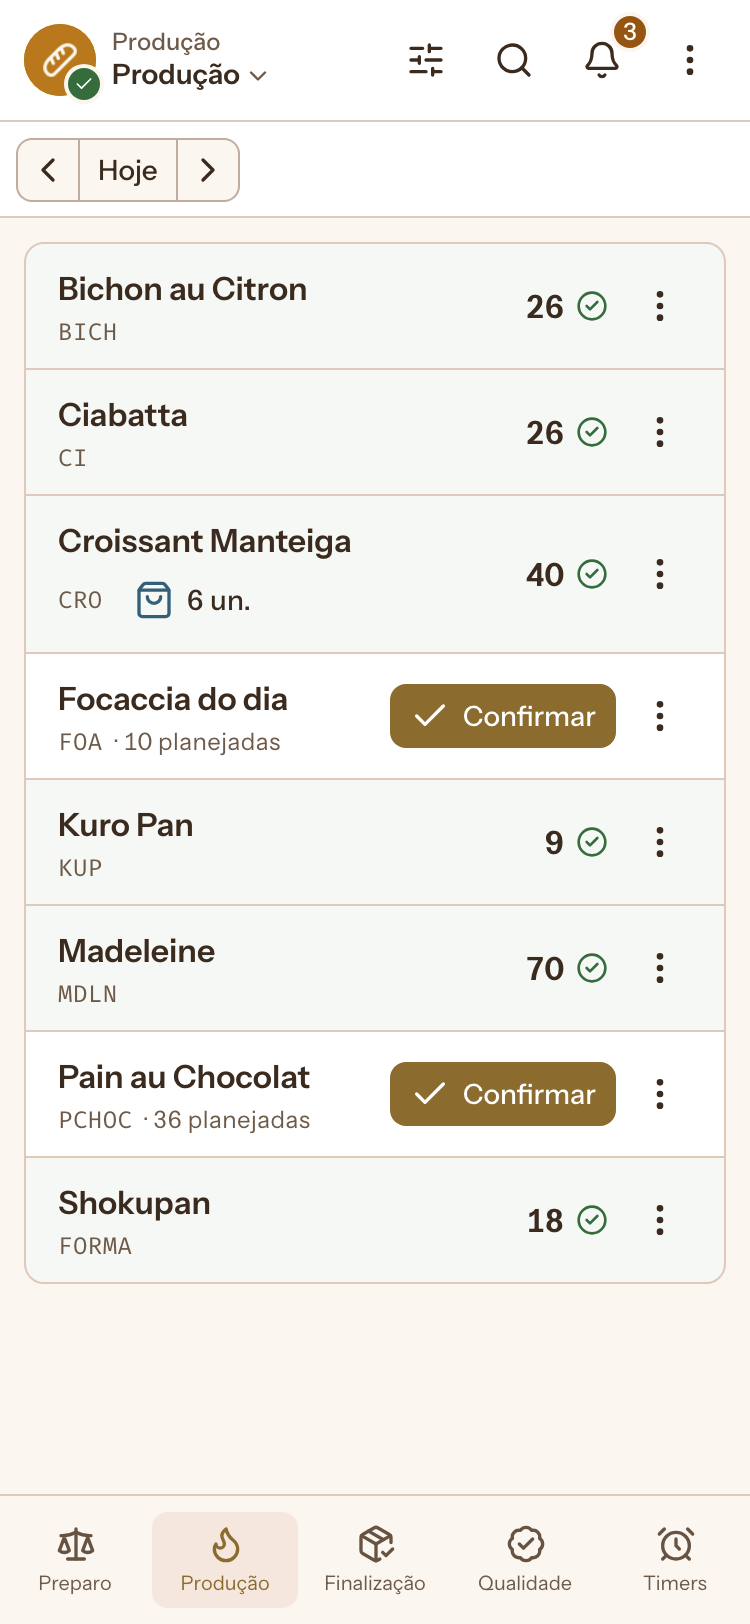 Produção
Produção
3
Hoje
Bichon au Citron
BICH
26
Ciabatta
CI
26
Croissant Manteiga
CRO 6 un.
40
Focaccia do dia
FOA · 10 planejadas
Confirmar
Kuro Pan
KUP
9
Madeleine
MDLN
70
Pain au Chocolat
PCHOC · 36 planejadas
Confirmar
Shokupan
FORMA
18
Preparo
Produção
Finalização
Qualidade
Timers